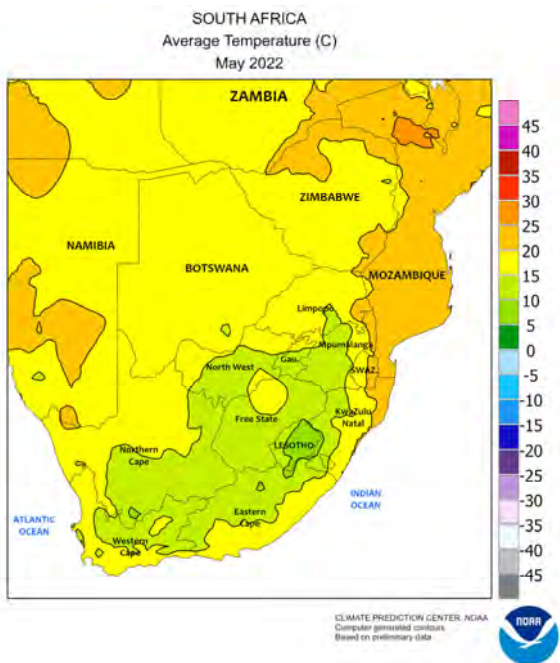 SOUTH AFRICA
Average Temperature (C)
May 2022
ZAMBIA
ZIMBABWE
NAMIBIA
BOTSWANA
MOZAMBIQUE
Limpopo
Mpumalanga
North West
Gau.
SWAZ.
Free State
KwaZulu
Natal
LESOTHO
Northern
Cape
Eastern
Cape
Western
Cape
ATLANTIC
OCEAN
INDIAN
OCEAN
45
40
35
30
25
20
15
10
5
0
-5
-10
-15
-20
-25
-30
-35
-40
-45
CLIMATE PREDICTION CENTER, NOAA
Computer generated contours
Based on preliminary data
NOAA